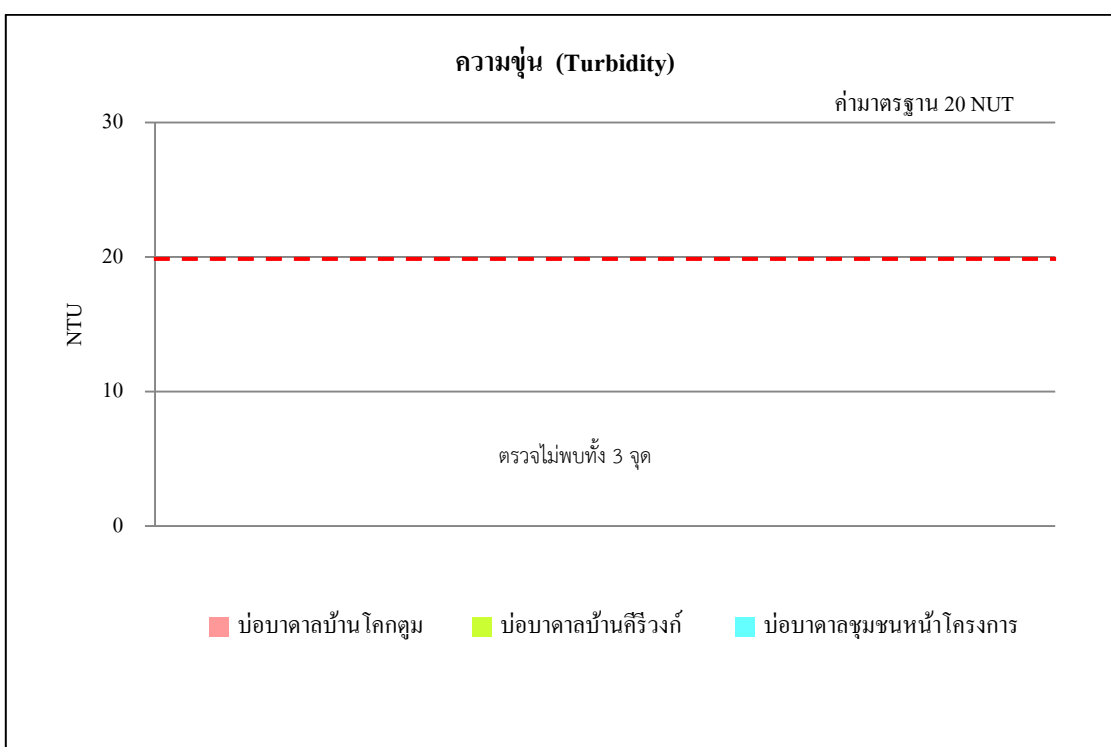 ความขุ่น (Turbidity)
ค่ามาตรฐาน 20 NUT
30
20
NTU
10
ตรวจไม่พบทั้ง 3 จุด
0
บ่อบาดาลบ้านโคกตูม บ่อบาดาลบ้านคีรีวงก์ บ่อบาดาลชุมชนหน้าโครงการ